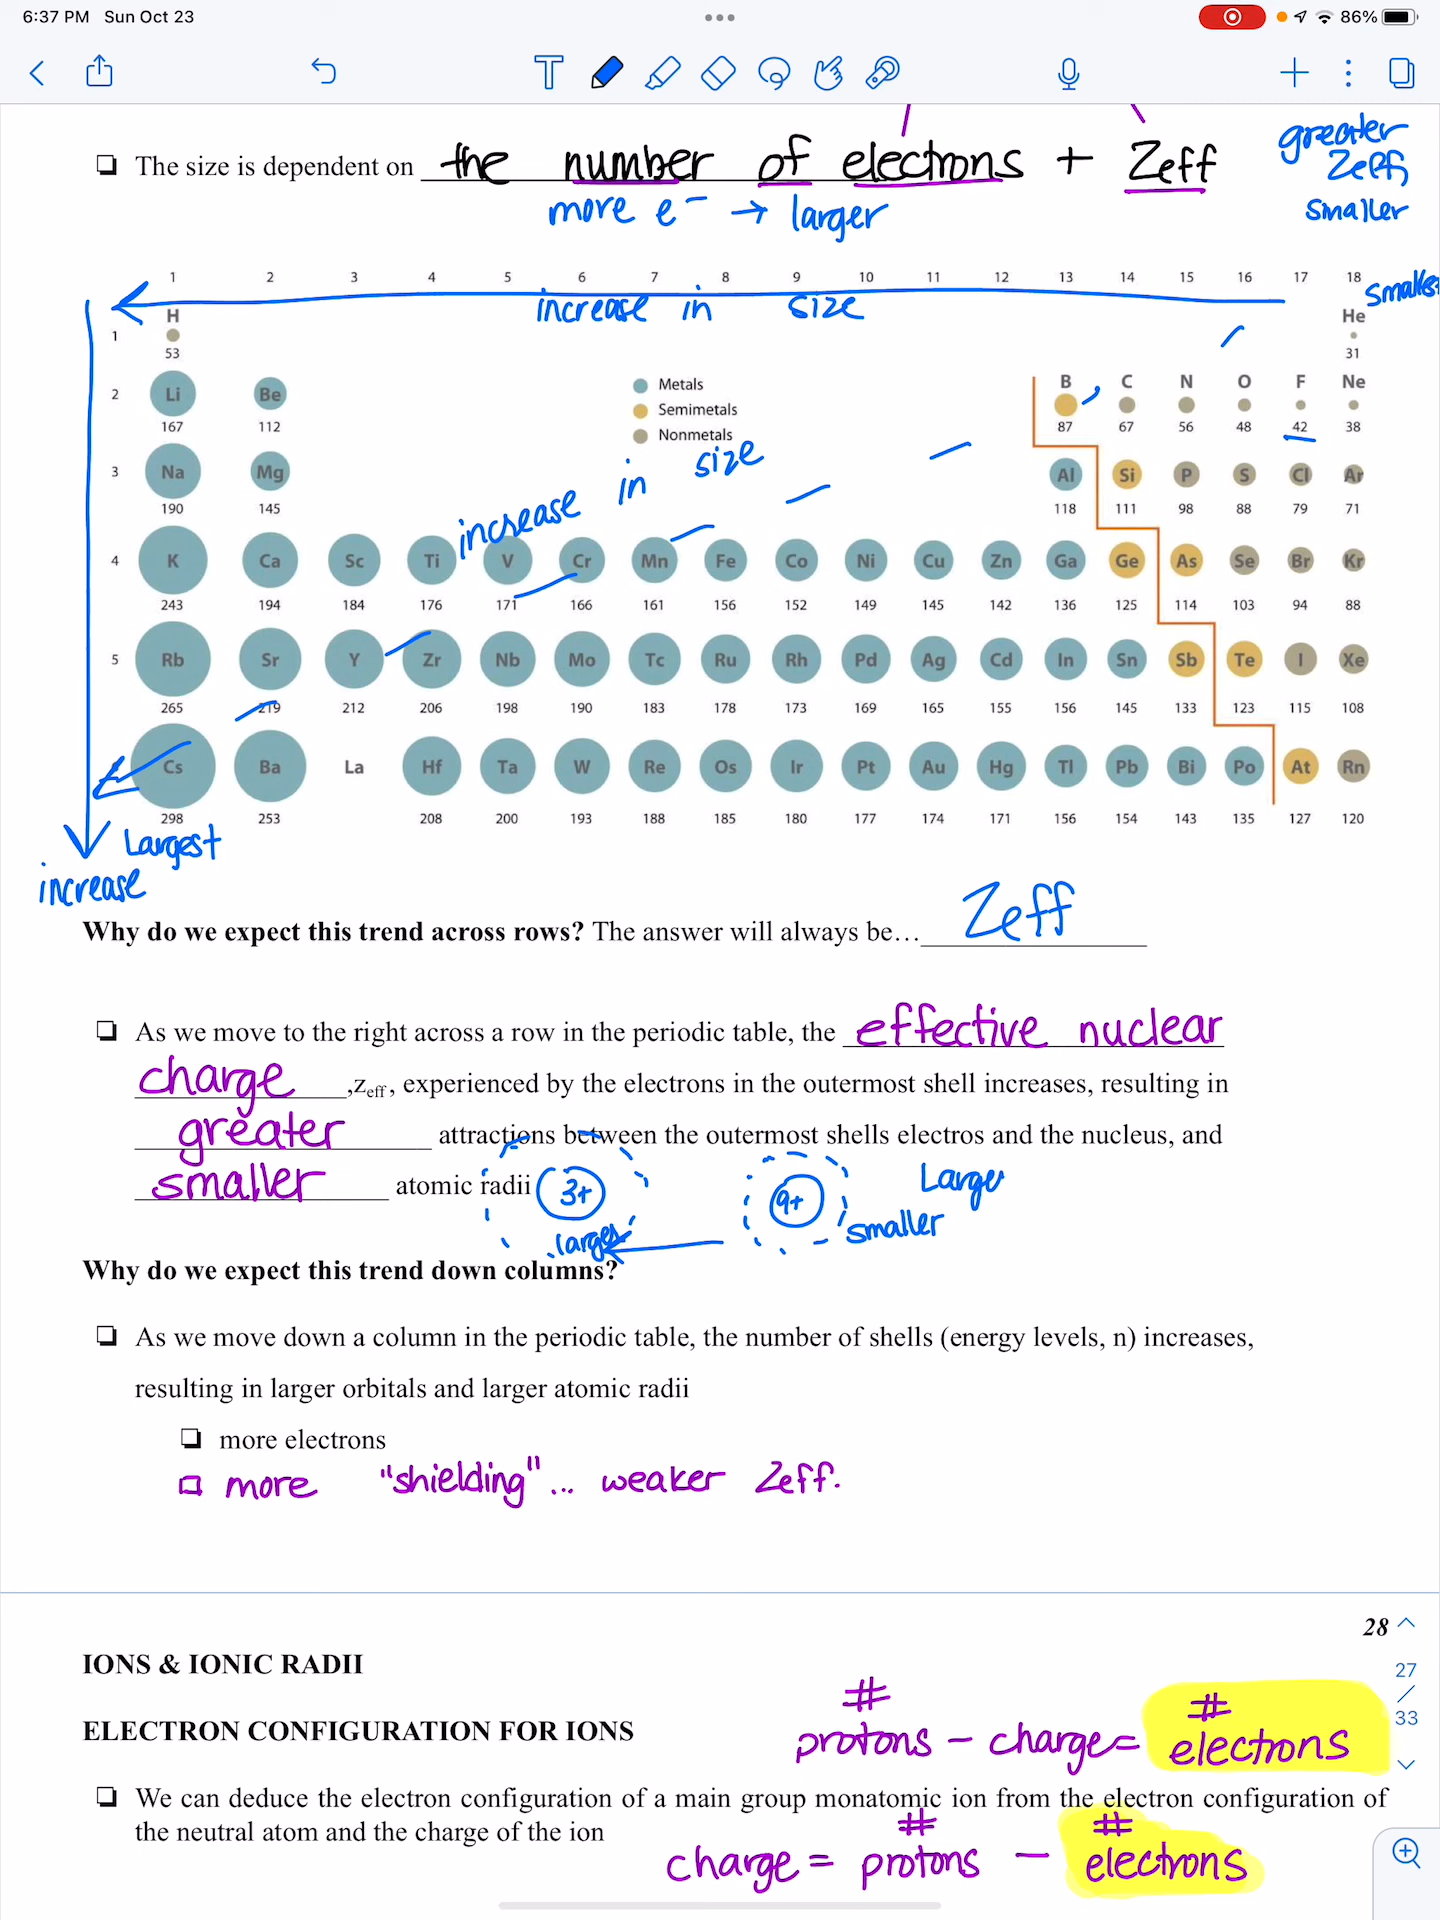 6:37 PM Sun Oct 23
86%
greater
The size is dependent on the number of electrons + Zeff
Zeff,
more e⁻ → larger
smaller
1 2 3 4 5 6 7 8 9 10 11 12 13 14 15 16 17 18
increase in size
smallest
H He
1
53 31
2 Li Be B C N O F Ne
Metals
Semimetals
Nonmetals
167 112 87 67 56 48 42 38
increase in size
3 Na Mg Al Si P S Cl Ar
190 145 118 111 98 88 79 71
4 K Ca Sc Ti V Cr Mn Fe Co Ni Cu Zn Ga Ge As Se Br Kr
243 194 184 176 171 166 161 156 152 149 145 142 136 125 114 103 94 88
5 Rb Sr Y Zr Nb Mo Tc Ru Rh Pd Ag Cd In Sn Sb Te I Xe
265 219 212 206 198 190 183 178 173 169 165 155 156 145 133 123 115 108
Cs Ba La Hf Ta W Re Os Ir Pt Au Hg Tl Pb Bi Po At Rn
298 253 208 200 193 188 185 180 177 174 171 156 154 143 135 127 120
Largest
increase
Why do we expect this trend across rows? The answer will always be… Zeff
As we move to the right across a row in the periodic table, the effective nuclear
charge ,Zeff, experienced by the electrons in the outermost shell increases, resulting in
greater attractions between the outermost shells electros and the nucleus, and
smaller atomic radii
3+ 9+ Large
larger smaller
Why do we expect this trend down columns?
As we move down a column in the periodic table, the number of shells (energy levels, n) increases,
resulting in larger orbitals and larger atomic radii
more electrons
more "shielding"... weaker Zeff.
28
IONS & IONIC RADII
27
/
33
ELECTRON CONFIGURATION FOR IONS
# protons - charge = # electrons
We can deduce the electron configuration of a main group monatomic ion from the electron configuration of
the neutral atom and the charge of the ion
charge = # protons - # electrons